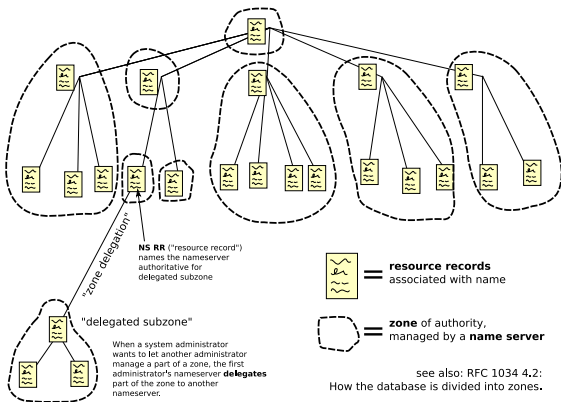 NS RR ("resource record")
names the nameserver
authoritative for
delegated subzone
"zone delegation"
"delegated subzone"
When a system administrator
wants to let another administrator
manage a part of a zone, the first
administrator's nameserver delegates
part of the zone to another
nameserver.
= resource records
associated with name
= zone of authority,
managed by a name server
see also: RFC 1034 4.2:
How the database is divided into zones.